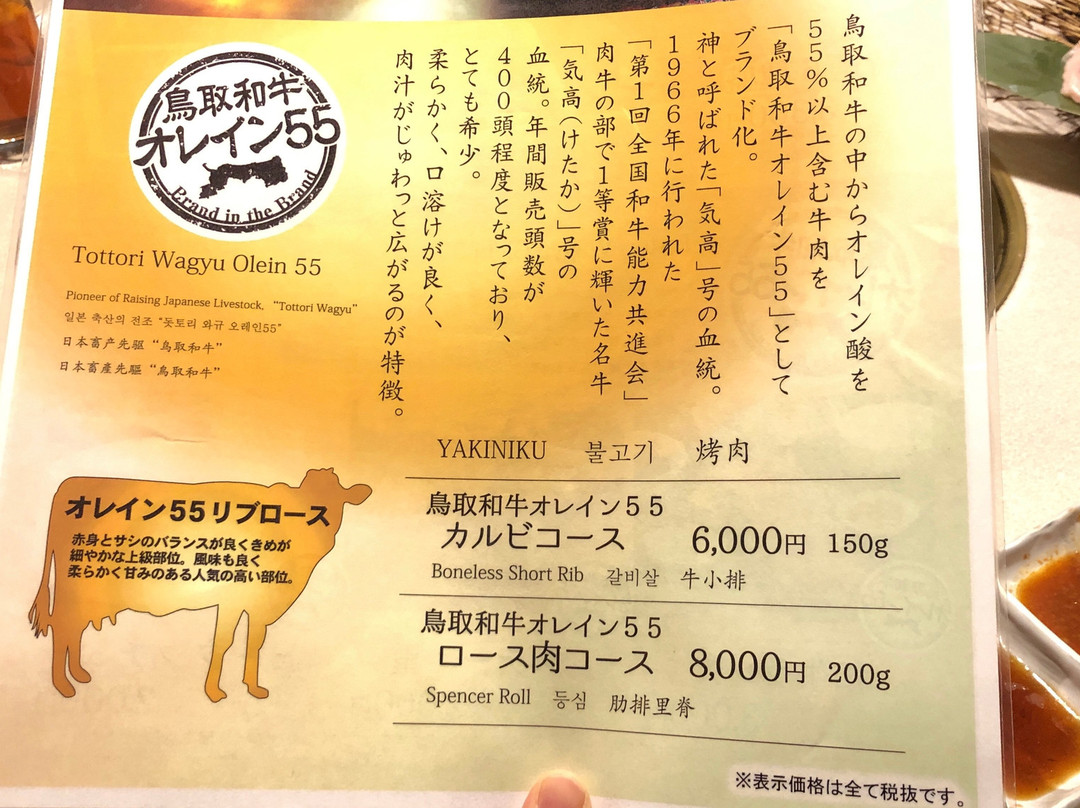 鳥取和牛の中からオレイン酸を
55%以上含む牛肉を
「鳥取和牛オレイン55」として
ブランド化。
神と呼ばれた「気高」号の血統。
1966年に行われた
「第1回全国和牛能力共進会」
肉牛の部で1等賞に輝いた名牛
「気高(けたか)」号の
血統。年間販売頭数が
400頭程度となっており、
とても希少。
柔らかく、口溶けが良く、
肉汁がじゅわっと広がるのが特徴。
鳥取和牛
オレイン55
Brand in the Brand
Tottori Wagyu Olein 55
Pioneer of Raising Japanese Livestock, “Tottori Wagyu”
일본 축산의 전조 “돗토리 와규 오레인55”
日本畜产先驱 “鳥取和牛”
日本畜產先驅 “鳥取和牛”
YAKINIKU 불고기 烤肉
鳥取和牛オレイン55
カルビコース 6,000円 150g
Boneless Short Rib 갈비살 牛小排
鳥取和牛オレイン55
ロース肉コース 8,000円 200g
Spencer Roll 등심 肋排里脊
オレイン55リブロース
赤身とサシのバランスが良くきめが
細やかな上級部位。風味も良く
柔らかく甘みのある人気の高い部位。
※表示価格は全て税抜です。